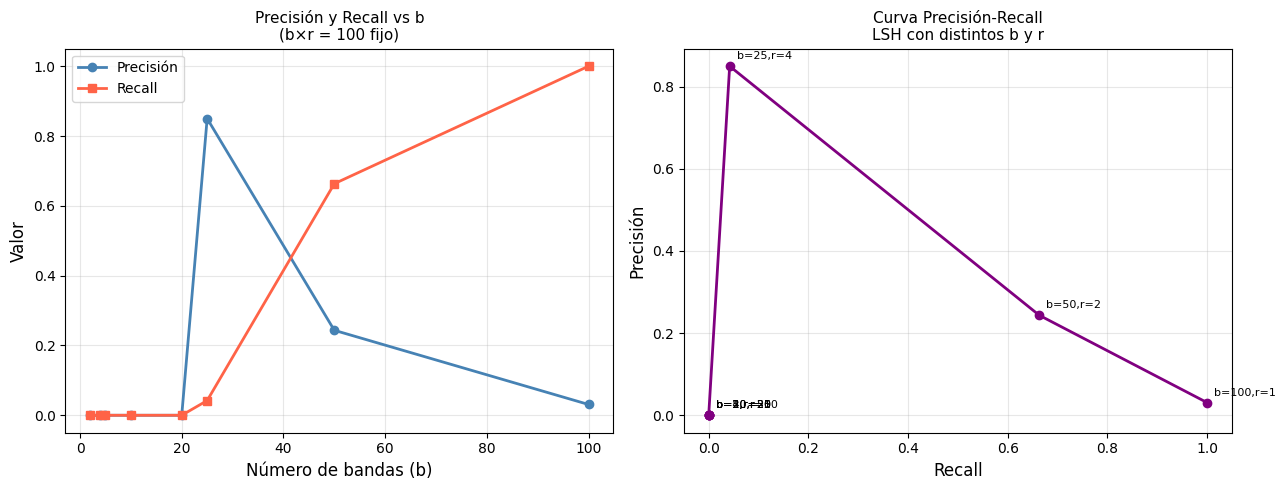 Precisión y Recall vs b
(b×r = 100 fijo)
Precisión
Recall
Valor
1.0
0.8
0.6
0.4
0.2
0.0
0
20
40
60
80
100
Número de bandas (b)
Curva Precisión-Recall
LSH con distintos b y r
Precisión
0.8
0.6
0.4
0.2
0.0
b=25,r=4
b=50,r=2
b=100,r=1
0.0
0.2
0.4
0.6
0.8
1.0
Recall